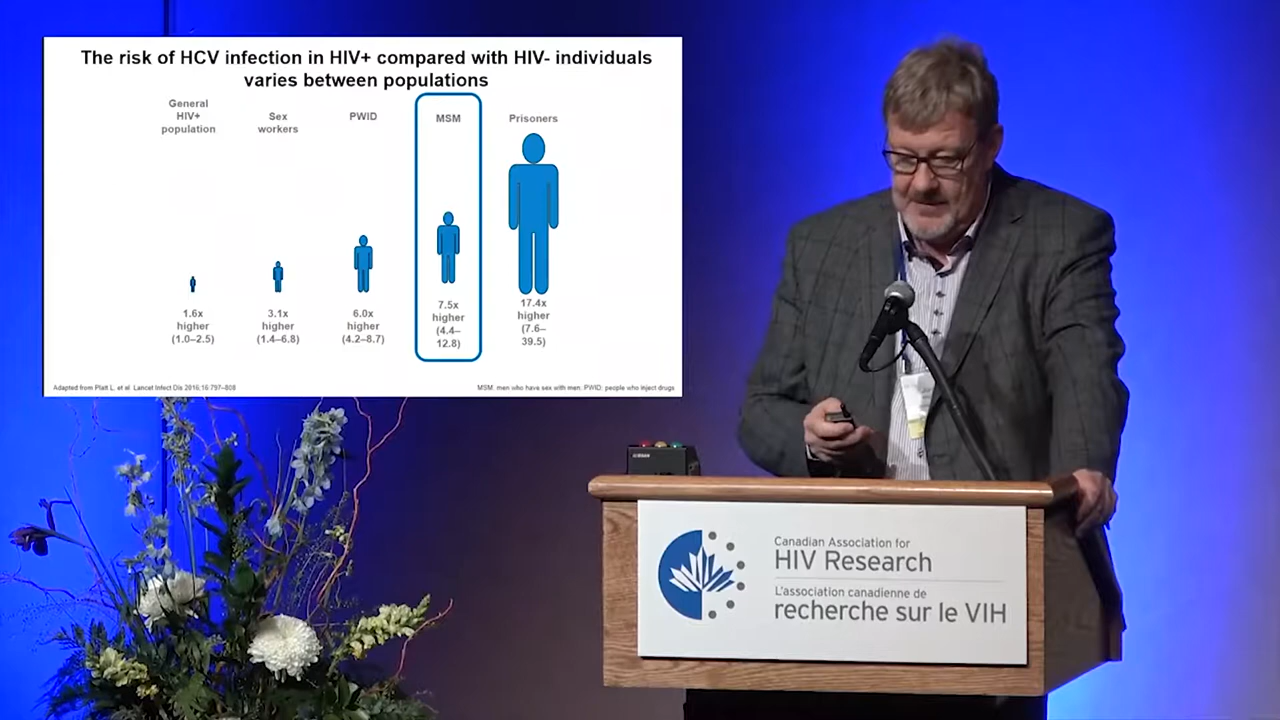 The risk of HCV infection in HIV+ compared with HIV- individuals
varies between populations
General
HIV+
population
Sex
workers
PWID
MSM
Prisoners
1.6x
higher
(1.0–2.5)
3.1x
higher
(1.4–6.8)
6.0x
higher
(4.2–8.7)
7.5x
higher
(4.4–
12.8)
17.4x
higher
(7.6–
39.5)
Adapted from Platt L, et al. Lancet Infect Dis 2016;16:797–808
MSM: men who have sex with men; PWID: people who inject drugs
Canadian Association for
HIV Research
L'association canadienne de
recherche sur le VIH